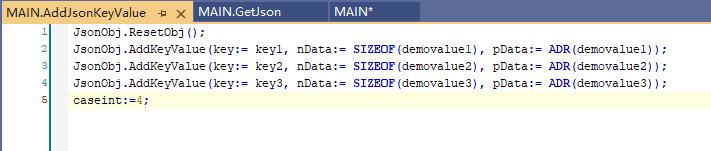 MAIN.AddJsonKeyValue MAIN.GetJson MAIN*
1 JsonObj.ResetObj();
2 JsonObj.AddKeyValue(key:= key1, nData:= SIZEOF(demovalue1), pData:= ADR(demovalue1));
3 JsonObj.AddKeyValue(key:= key2, nData:= SIZEOF(demovalue2), pData:= ADR(demovalue2));
4 JsonObj.AddKeyValue(key:= key3, nData:= SIZEOF(demovalue3), pData:= ADR(demovalue3));
5 caseint:=4;